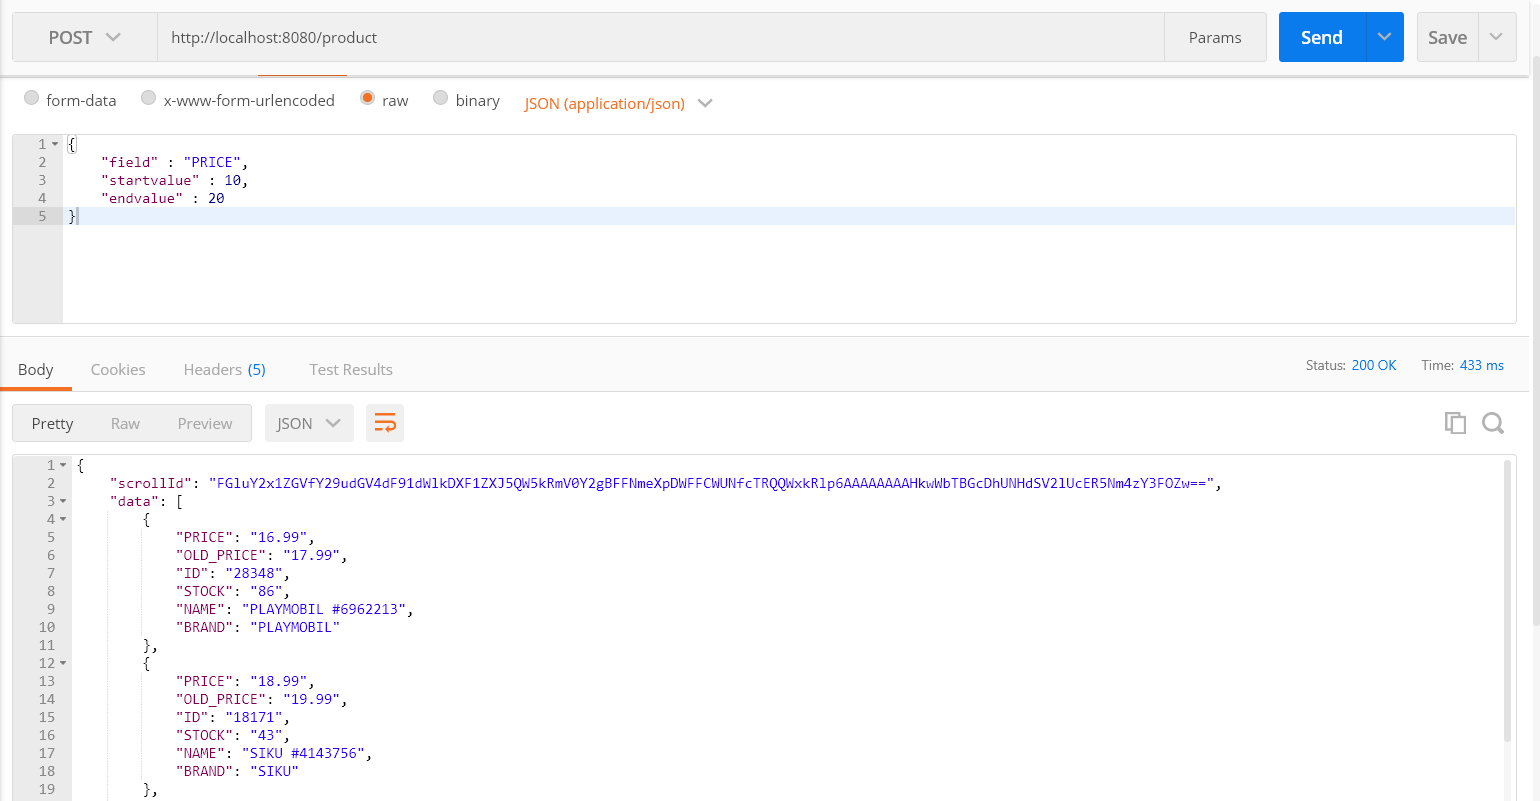 POST http://localhost:8080/product Params Send Save
form-data x-www-form-urlencoded raw binary JSON (application/json)
1 {
2 "field" : "PRICE",
3 "startvalue" : 10,
4 "endvalue" : 20
5 }
Body Cookies Headers (5) Test Results Status: 200 OK Time: 433 ms
Pretty Raw Preview JSON
1 {
2 "scrollId":
3 "data": [
4 {
5 "PRICE": "16.99",
6 "OLD_PRICE": "17.99",
7 "ID": "28348",
8 "STOCK": "86",
9 "NAME": "PLAYMOBIL #6962213",
10 "BRAND": "PLAYMOBIL"
11 },
12 {
13 "PRICE": "18.99",
14 "OLD_PRICE": "19.99",
15 "ID": "18171",
16 "STOCK": "43",
17 "NAME": "SIKU #4143756",
18 "BRAND": "SIKU"
19 },